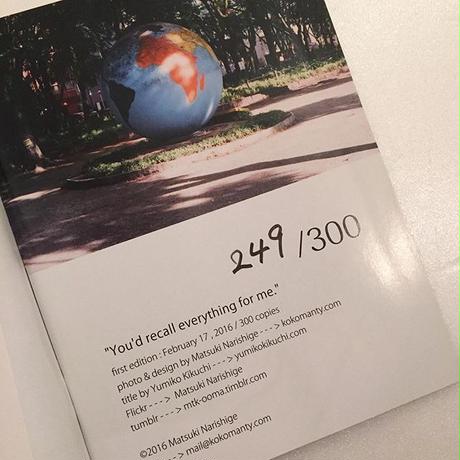 249 /300
"You'd recall everything for me."
first edition : February 17 , 2016 / 300 copies
photo & design by Matsuki Narishige - - - > kokomanty.com
title by Yumiko Kikuchi - - -> yumikokikuchi.com
Flickr - - - > Matsuki Narishige
tumblr - - - > mtk-ooma.tumblr.com
©2016 Matsuki Narishige
- - -> mail@kokomanty.com